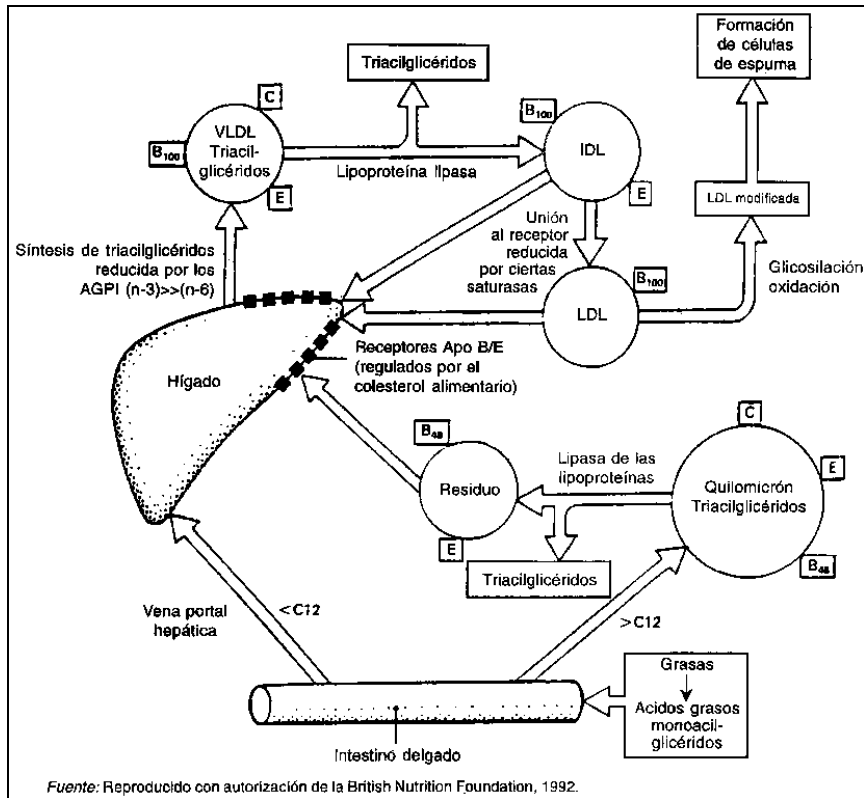 Formación
de células
de espuma
Triacilglicéridos
C
VLDL
Triacil-
glicéridos
B100
E
Lipoproteína lipasa
B100
IDL
E
LDL modificada
Síntesis de triacilglicéridos
reducida por los
AGPI (n-3)>>(n-6)
Unión
al receptor
reducida
por ciertas
saturasas
B100
LDL
Glicosilación
oxidación
Hígado
Receptores Apo B/E
(regulados por el
colesterol alimentario)
B48
Residuo
E
Lipasa de las
lipoproteínas
Triacilglicéridos
C
E
Quilomicrón
Triacilglicéridos
B48
Vena portal
hepática
<C12
>C12
Grasas
Acidos grasos
monoacil-
glicéridos
Intestino delgado
Fuente: Reproducido con autorización de la British Nutrition Foundation, 1992.